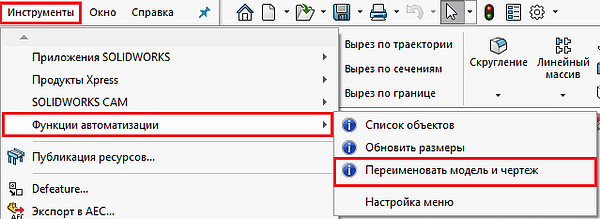 Инструменты Окно Справка
Приложения SOLIDWORKS
Продукты Xpress
SOLIDWORKS CAM
Функции автоматизации
Публикация ресурсов...
Defeature...
Экспорт в AEC...
Вырез по траектории
Вырез по сечениям
Вырез по границе
Скругление
Линейный
массив
Список объектов
Обновить размеры
Переименовать модель и чертеж
Настройка меню